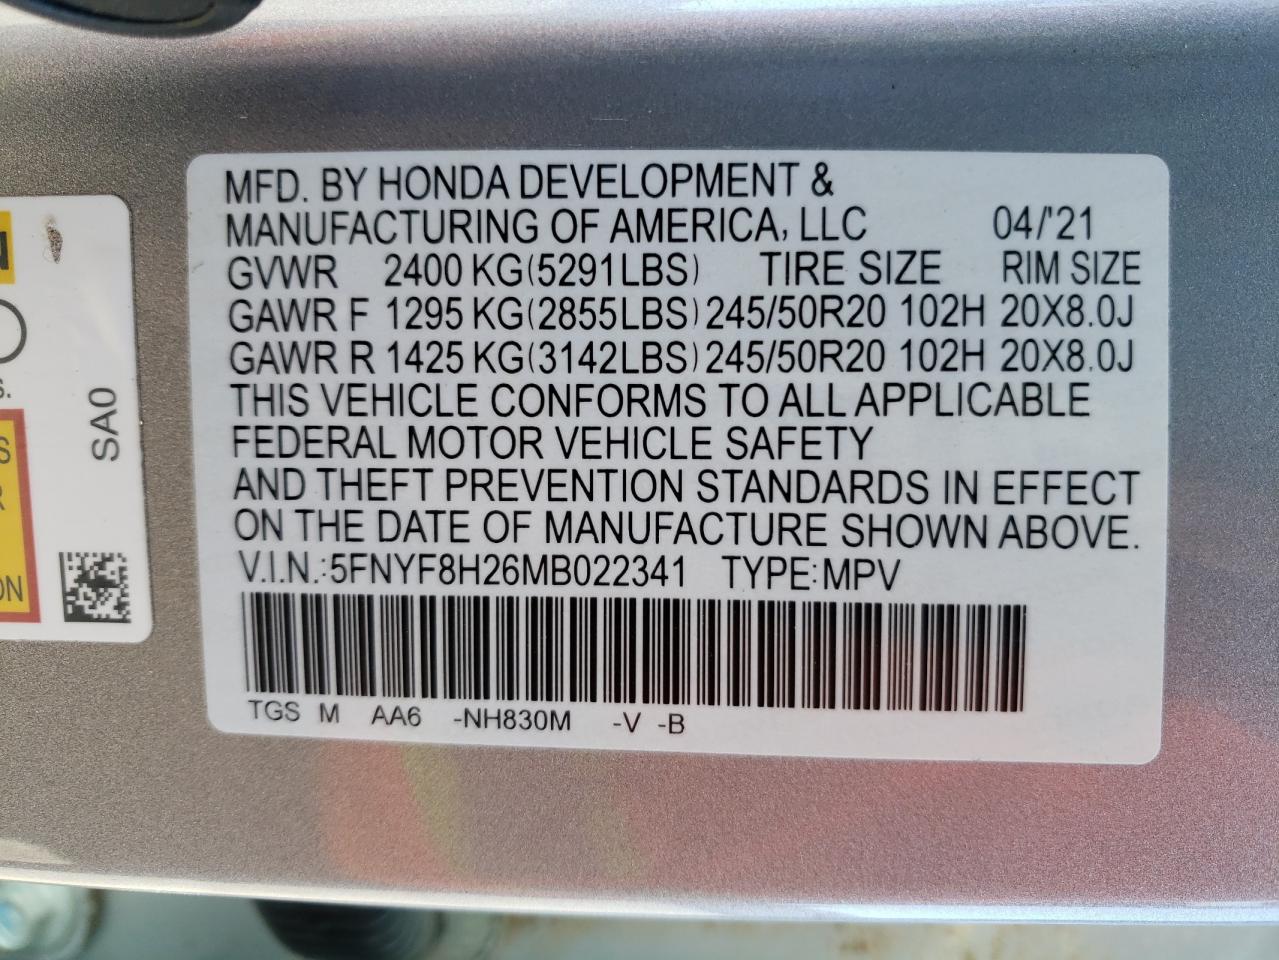 MFD. BY HONDA DEVELOPMENT &
MANUFACTURING OF AMERICA, LLC 04/'21
GVWR 2400 KG(5291LBS) TIRE SIZE RIM SIZE
GAWR F 1295 KG(2855LBS) 245/50R20 102H 20X8.0J
GAWR R 1425 KG(3142LBS) 245/50R20 102H 20X8.0J
THIS VEHICLE CONFORMS TO ALL APPLICABLE
FEDERAL MOTOR VEHICLE SAFETY
AND THEFT PREVENTION STANDARDS IN EFFECT
ON THE DATE OF MANUFACTURE SHOWN ABOVE.
V.I.N.:5FNYF8H26MB022341 TYPE:MPV
TGS M AA6 -NH830M -V -B
SA0